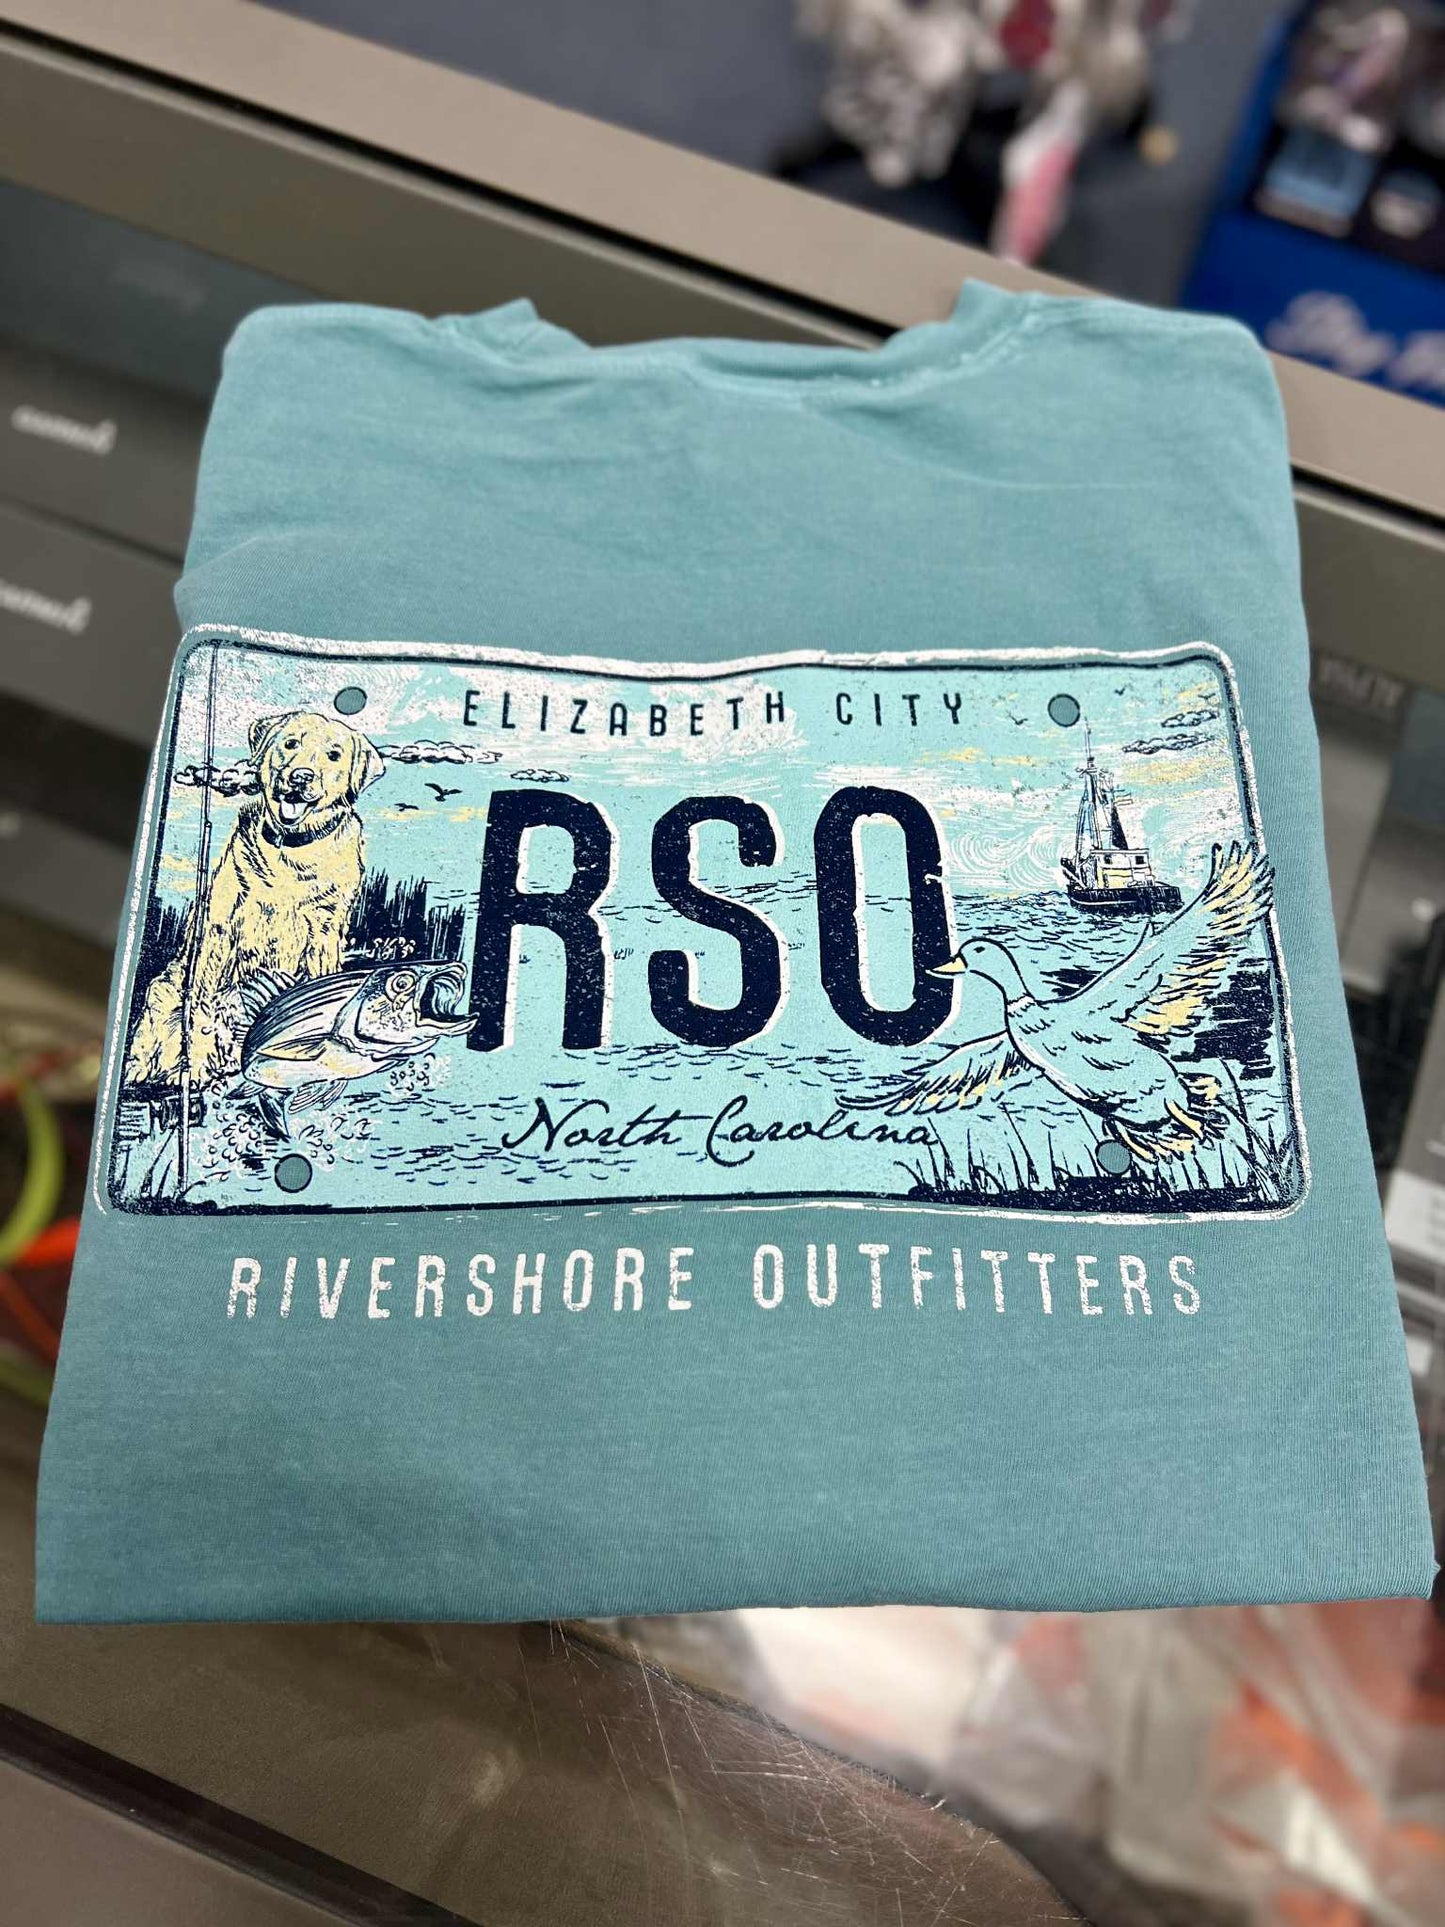 ELIZABETH CITY
RSO
North Carolina
RIVERSHORE OUTFITTERS